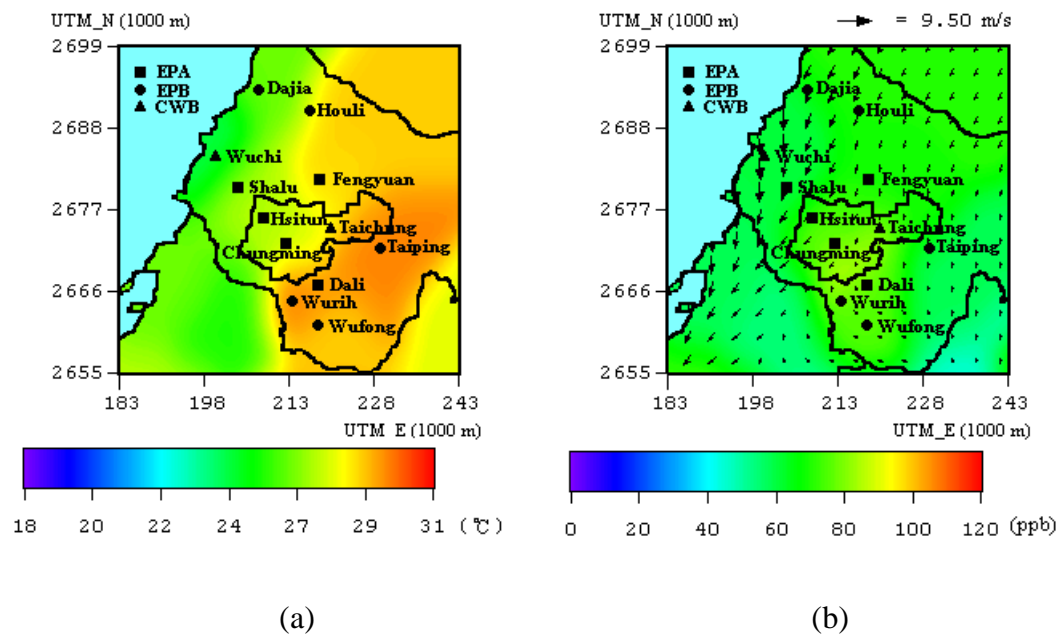 UTM_N (1000 m)
2699
2688
2677
2666
2655
EPA
EPB
CWB
Dajia
Houli
Wuchi
Fengyuan
Shalu
Hsitun
Taichung
Chungming
Taiping
Dali
Wurih
Wufong
183 198 213 228 243
UTM_E (1000 m)
18 20 22 24 27 29 31 (℃)
(a)
UTM_N (1000 m)
= 9.50 m/s
2699
2688
2677
2666
2655
EPA
EPB
CWB
Dajia
Houli
Wuchi
Fengyuan
Shalu
Hsitun
Taichung
Chungming
Taiping
Dali
Wurih
Wufong
183 198 213 228 243
UTM_E (1000 m)
0 20 40 60 80 100 120 (ppb)
(b)